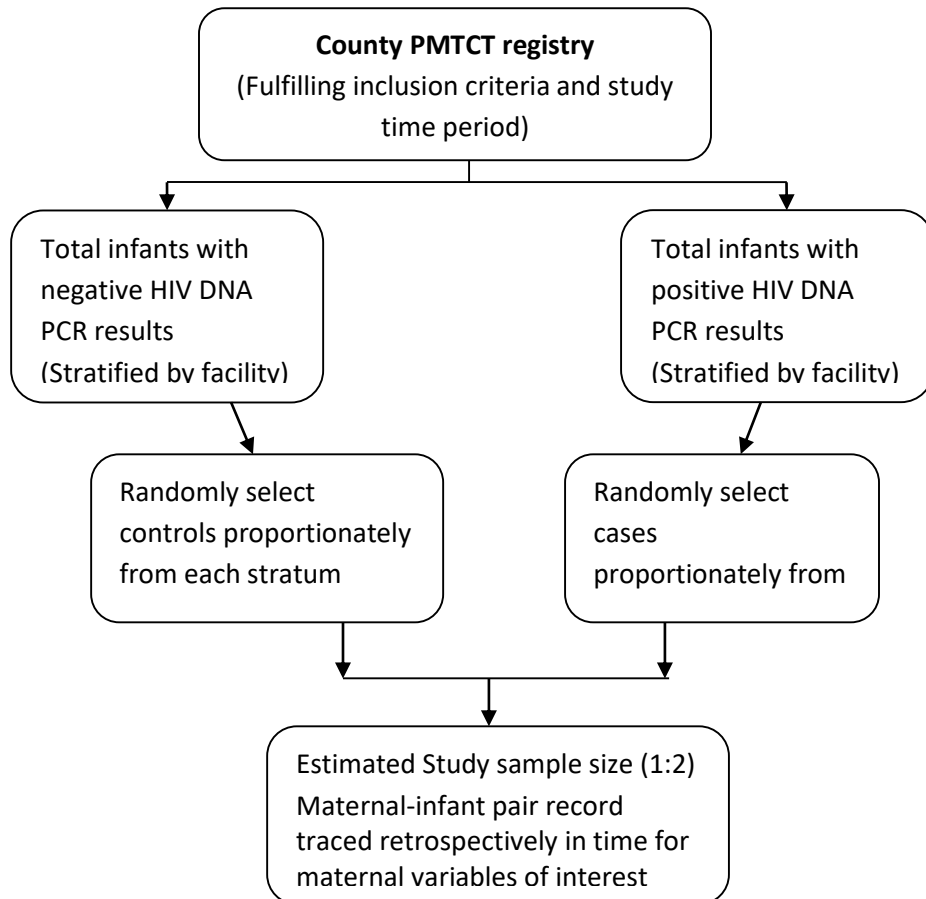 County PMTCT registry
(Fulfilling inclusion criteria and study
time period)
Total infants with
negative HIV DNA
PCR results
(Stratified by facility)
Total infants with
positive HIV DNA
PCR results
(Stratified by facility)
Randomly select
controls proportionately
from each stratum
Randomly select
cases
proportionately from
Estimated Study sample size (1:2)
Maternal-infant pair record
traced retrospectively in time for
maternal variables of interest